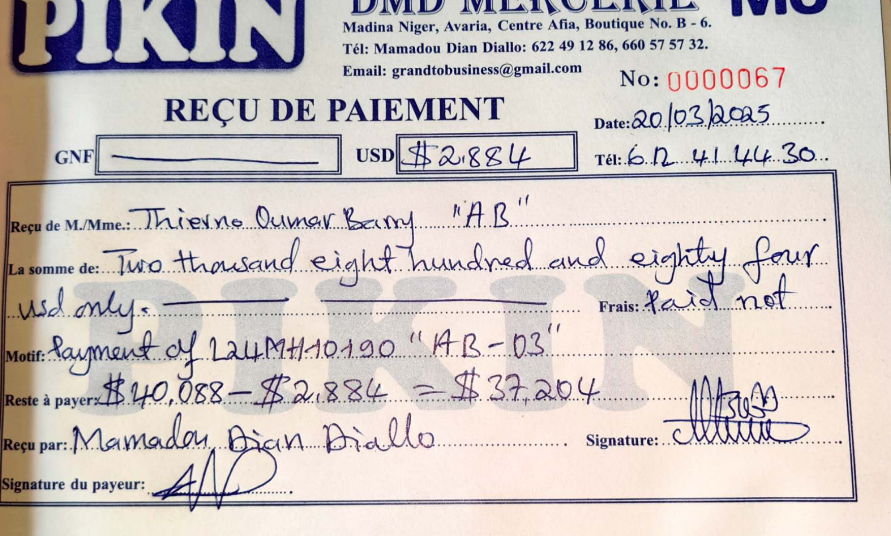 PIKIN
DMD MERCERIE
Madina Niger, Avaria, Centre Afia, Boutique No. B - 6.
Tél: Mamadou Dian Diallo: 622 49 12 86, 660 57 57 32.
Email: grandtobusiness@gmail.com
No: 0000067
REÇU DE PAIEMENT
Date: 20/03/2025
GNF
USD $2.884
Tél: 612 41 44 30
Reçu de M./Mme.: Thierno Oumar Barry "AB"
La somme de: Two thousand eight hundred and eighty four
usd only.
Frais: Paid not
PIKIN
Motif: Payment of L24MH10190 "AB-03"
Reste à payer: $40,088 - $2.884 = $37,204
Reçu par: Mamadou Dian Diallo
Signature:
Signature du payeur: